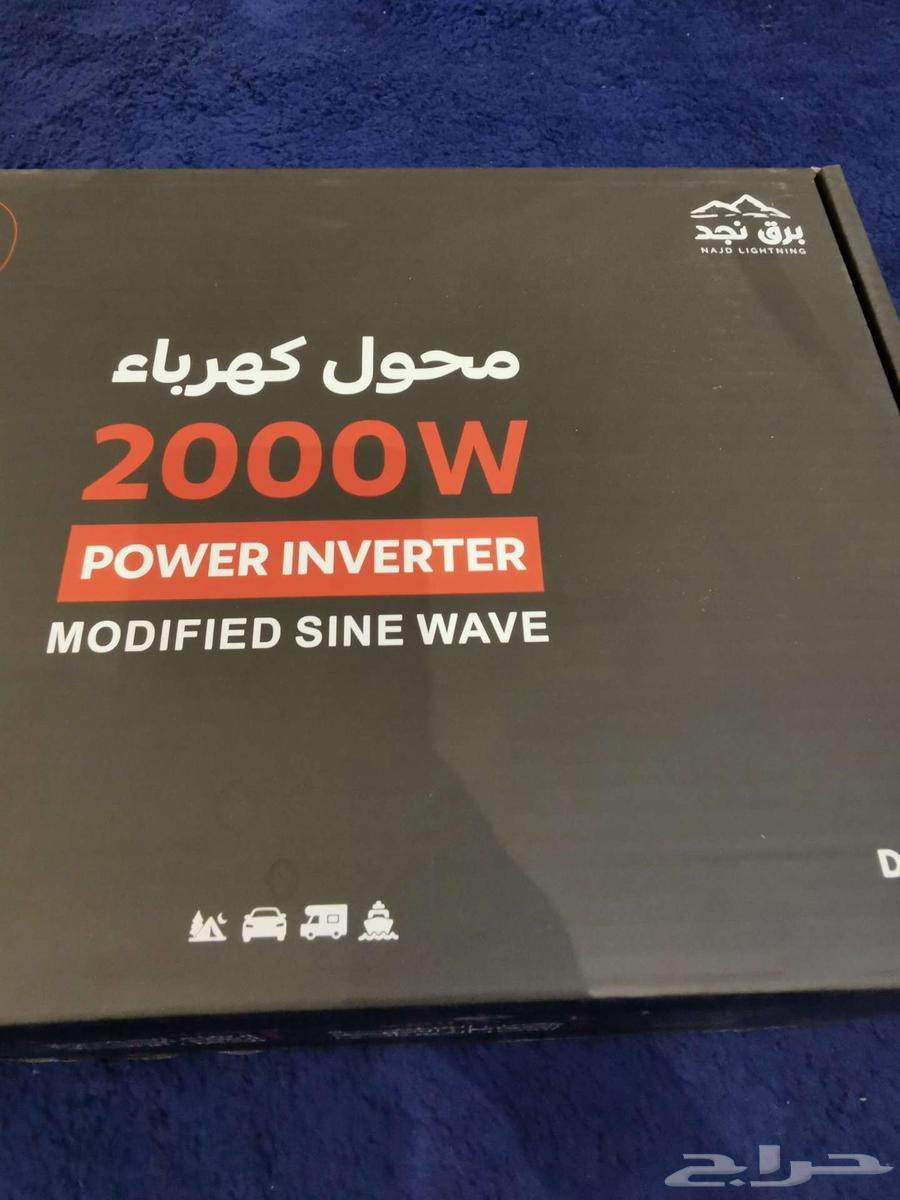 برق نجد
NAJD LIGHTNING
محول كهرباء
2000W
POWER INVERTER
MODIFIED SINE WAVE
D
حراج